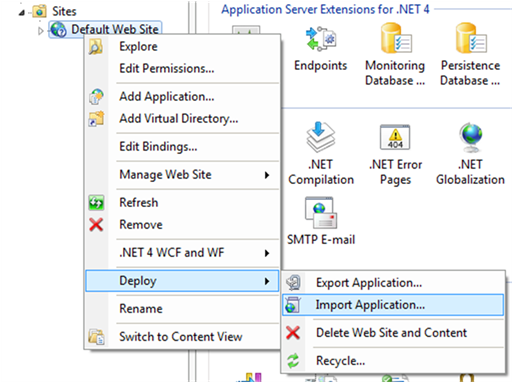 Sites
Default Web Site
Explore
Edit Permissions...
Add Application...
Add Virtual Directory...
Edit Bindings...
Manage Web Site
Refresh
Remove
.NET 4 WCF and WF
Deploy
Rename
Switch to Content View
Export Application...
Import Application...
Delete Web Site and Content
Recycle...
Application Server Extensions for .NET 4
Endpoints
Monitoring
Database ...
Persistence
Database ...
404
.NET
Compilation
.NET Error
Pages
.NET
Globalization
SMTP E-mail